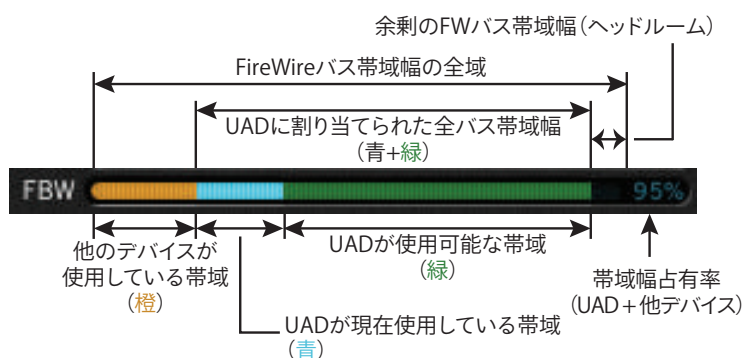 余剰のFWバス帯域幅（ヘッドルーム）
FireWireバス帯域幅の全域
UADに割り当てられた全バス帯域幅
（青+緑）
FBW
95%
他のデバイスが
使用している帯域
（橙）
UADが使用可能な帯域
（緑）
帯域幅占有率
（UAD＋他デバイス）
UADが現在使用している帯域
（青）